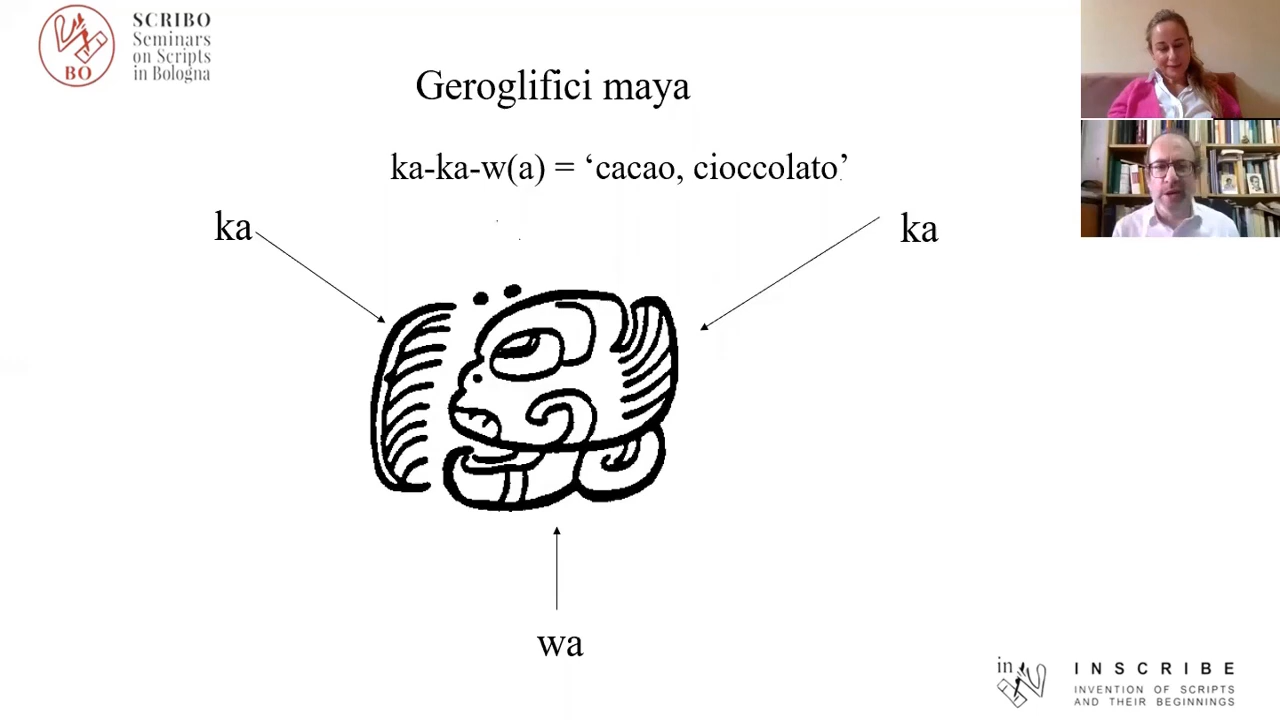 SCRIBO
Seminars
on Scripts
in Bologna
BO
Geroglifici maya
ka-ka-w(a) = ‘cacao, cioccolato’
ka
ka
wa
in
INSCRIBE
INVENTION OF SCRIPTS
AND THEIR BEGINNINGS